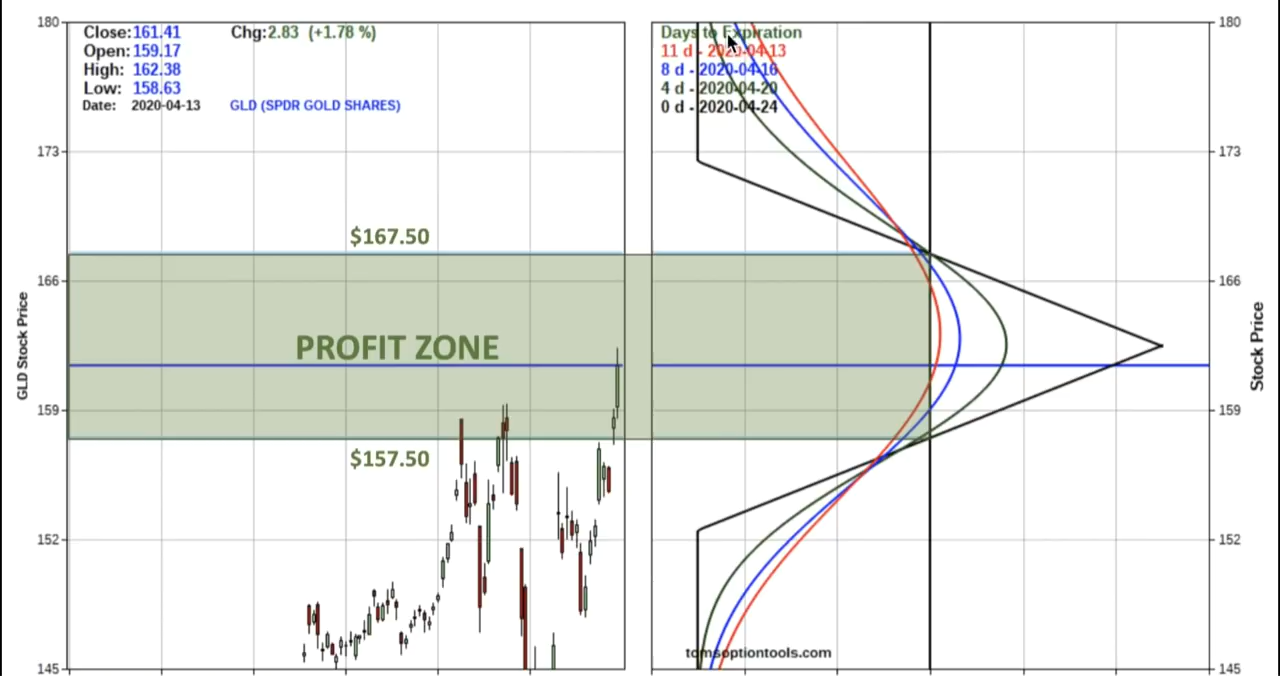 180
Close:161.41 Chg:2.83 (+1.78 %)
Open:159.17
High: 162.38
Low: 158.63
Date: 2020-04-13 GLD (SPDR GOLD SHARES)
173
$167.50
166
PROFIT ZONE
159
$157.50
152
145
GLD Stock Price
Days to Expiration
11 d - 2020-04-13
8 d - 2020-04-16
4 d - 2020-04-20
0 d - 2020-04-24
tomsoptiontools.com
180
173
166
159
152
145
Stock Price